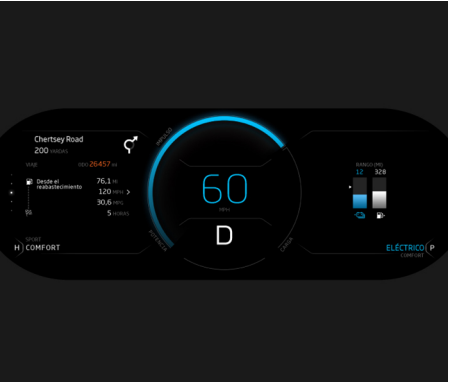 Chertsey Road
200 YARDAS
VIAJE
ODO 26457 MI
Desde el
reabastecimiento
76,1 MI
120 MPH
30,6 MPG
5 HORAS
SPORT
H COMFORT
IMPULSO
POTENCIA
CARGA
60
MPH
D
RANGO (MI)
12 328
ELÉCTRICO P
COMFORT